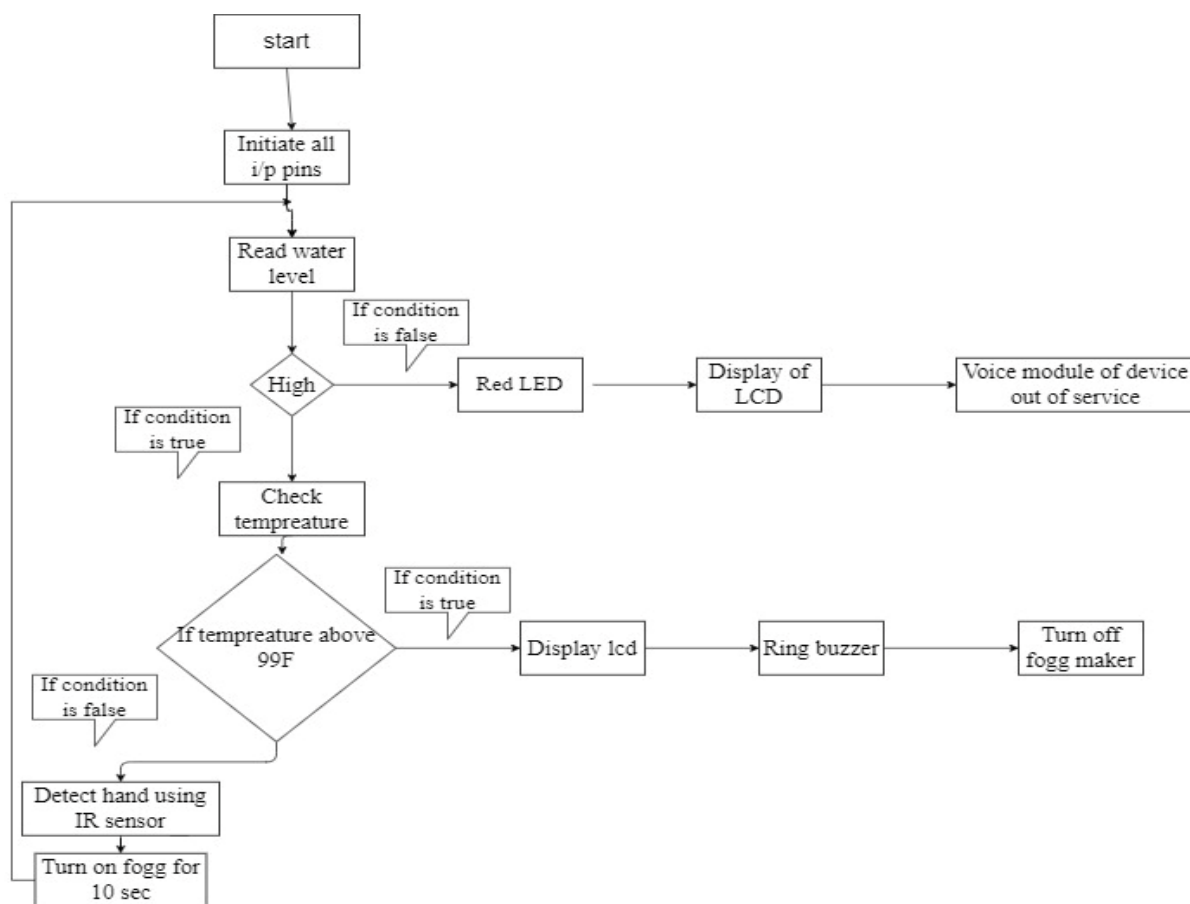 start
Initiate all
i/p pins
Read water
level
If condition
is false
High
Red LED
Display of
LCD
Voice module of device
out of service
If condition
is true
Check
tempreature
If condition
is true
If tempreature above
99F
Display lcd
Ring buzzer
Turn off
fogg maker
If condition
is false
Detect hand using
IR sensor
Turn on fogg for
10 sec